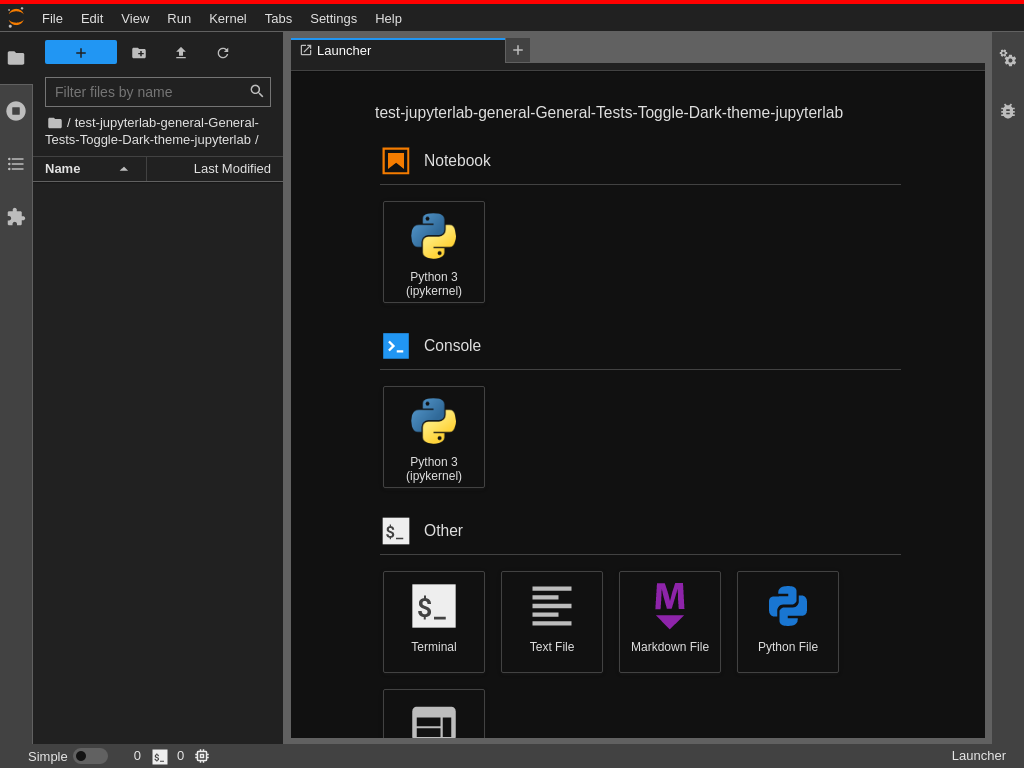 File Edit View Run Kernel Tabs Settings Help
Launcher
Filter files by name
/ test-jupyterlab-general-General-
Tests-Toggle-Dark-theme-jupyterlab /
Name Last Modified
test-jupyterlab-general-General-Tests-Toggle-Dark-theme-jupyterlab
Notebook
Python 3
(ipykernel)
Console
Python 3
(ipykernel)
$_ Other
$_ M
Terminal Text File Markdown File Python File
Simple 0 $_ 0 Launcher